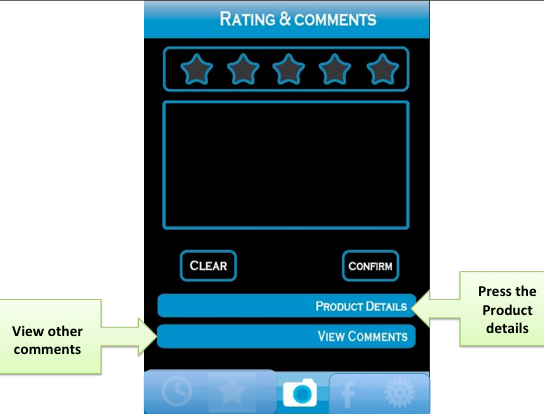 RATING & COMMENTS
CLEAR
CONFIRM
PRODUCT DETAILS
Press the
Product
details
VIEW COMMENTS
View other
comments
f